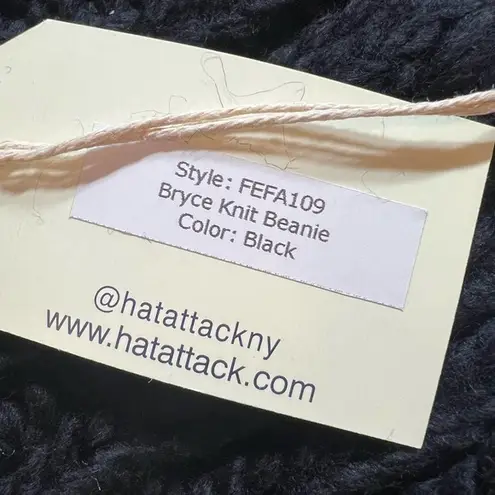 Style: FEFA109
Bryce Knit Beanie
Color: Black
@hatattackny
www.hatattack.com